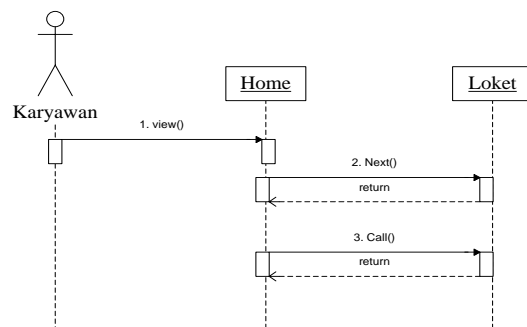 Home
Loket
Karyawan
1. view()
2. Next()
return
3. Call()
return